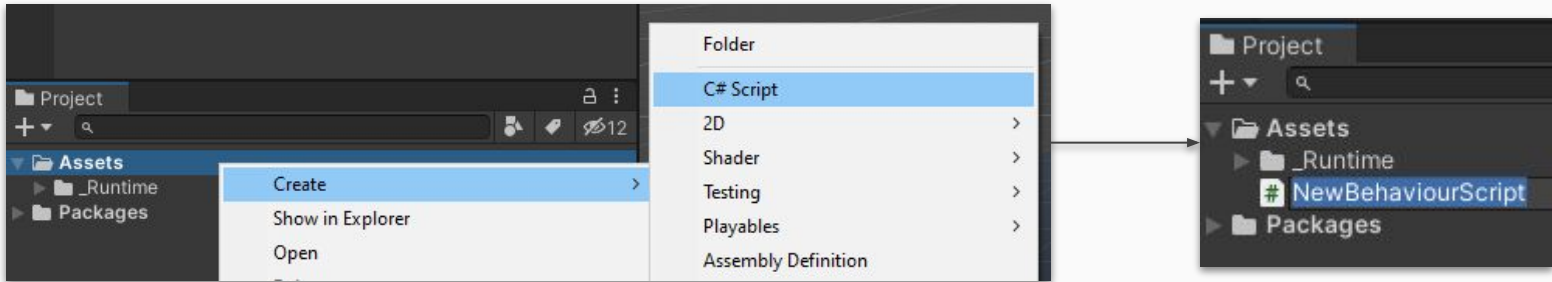 Project
12
Assets
_Runtime
Packages
Create
Show in Explorer
Open
Folder
C# Script
2D
Shader
Testing
Playables
Assembly Definition
Project
Assets
_Runtime
# NewBehaviourScript
Packages